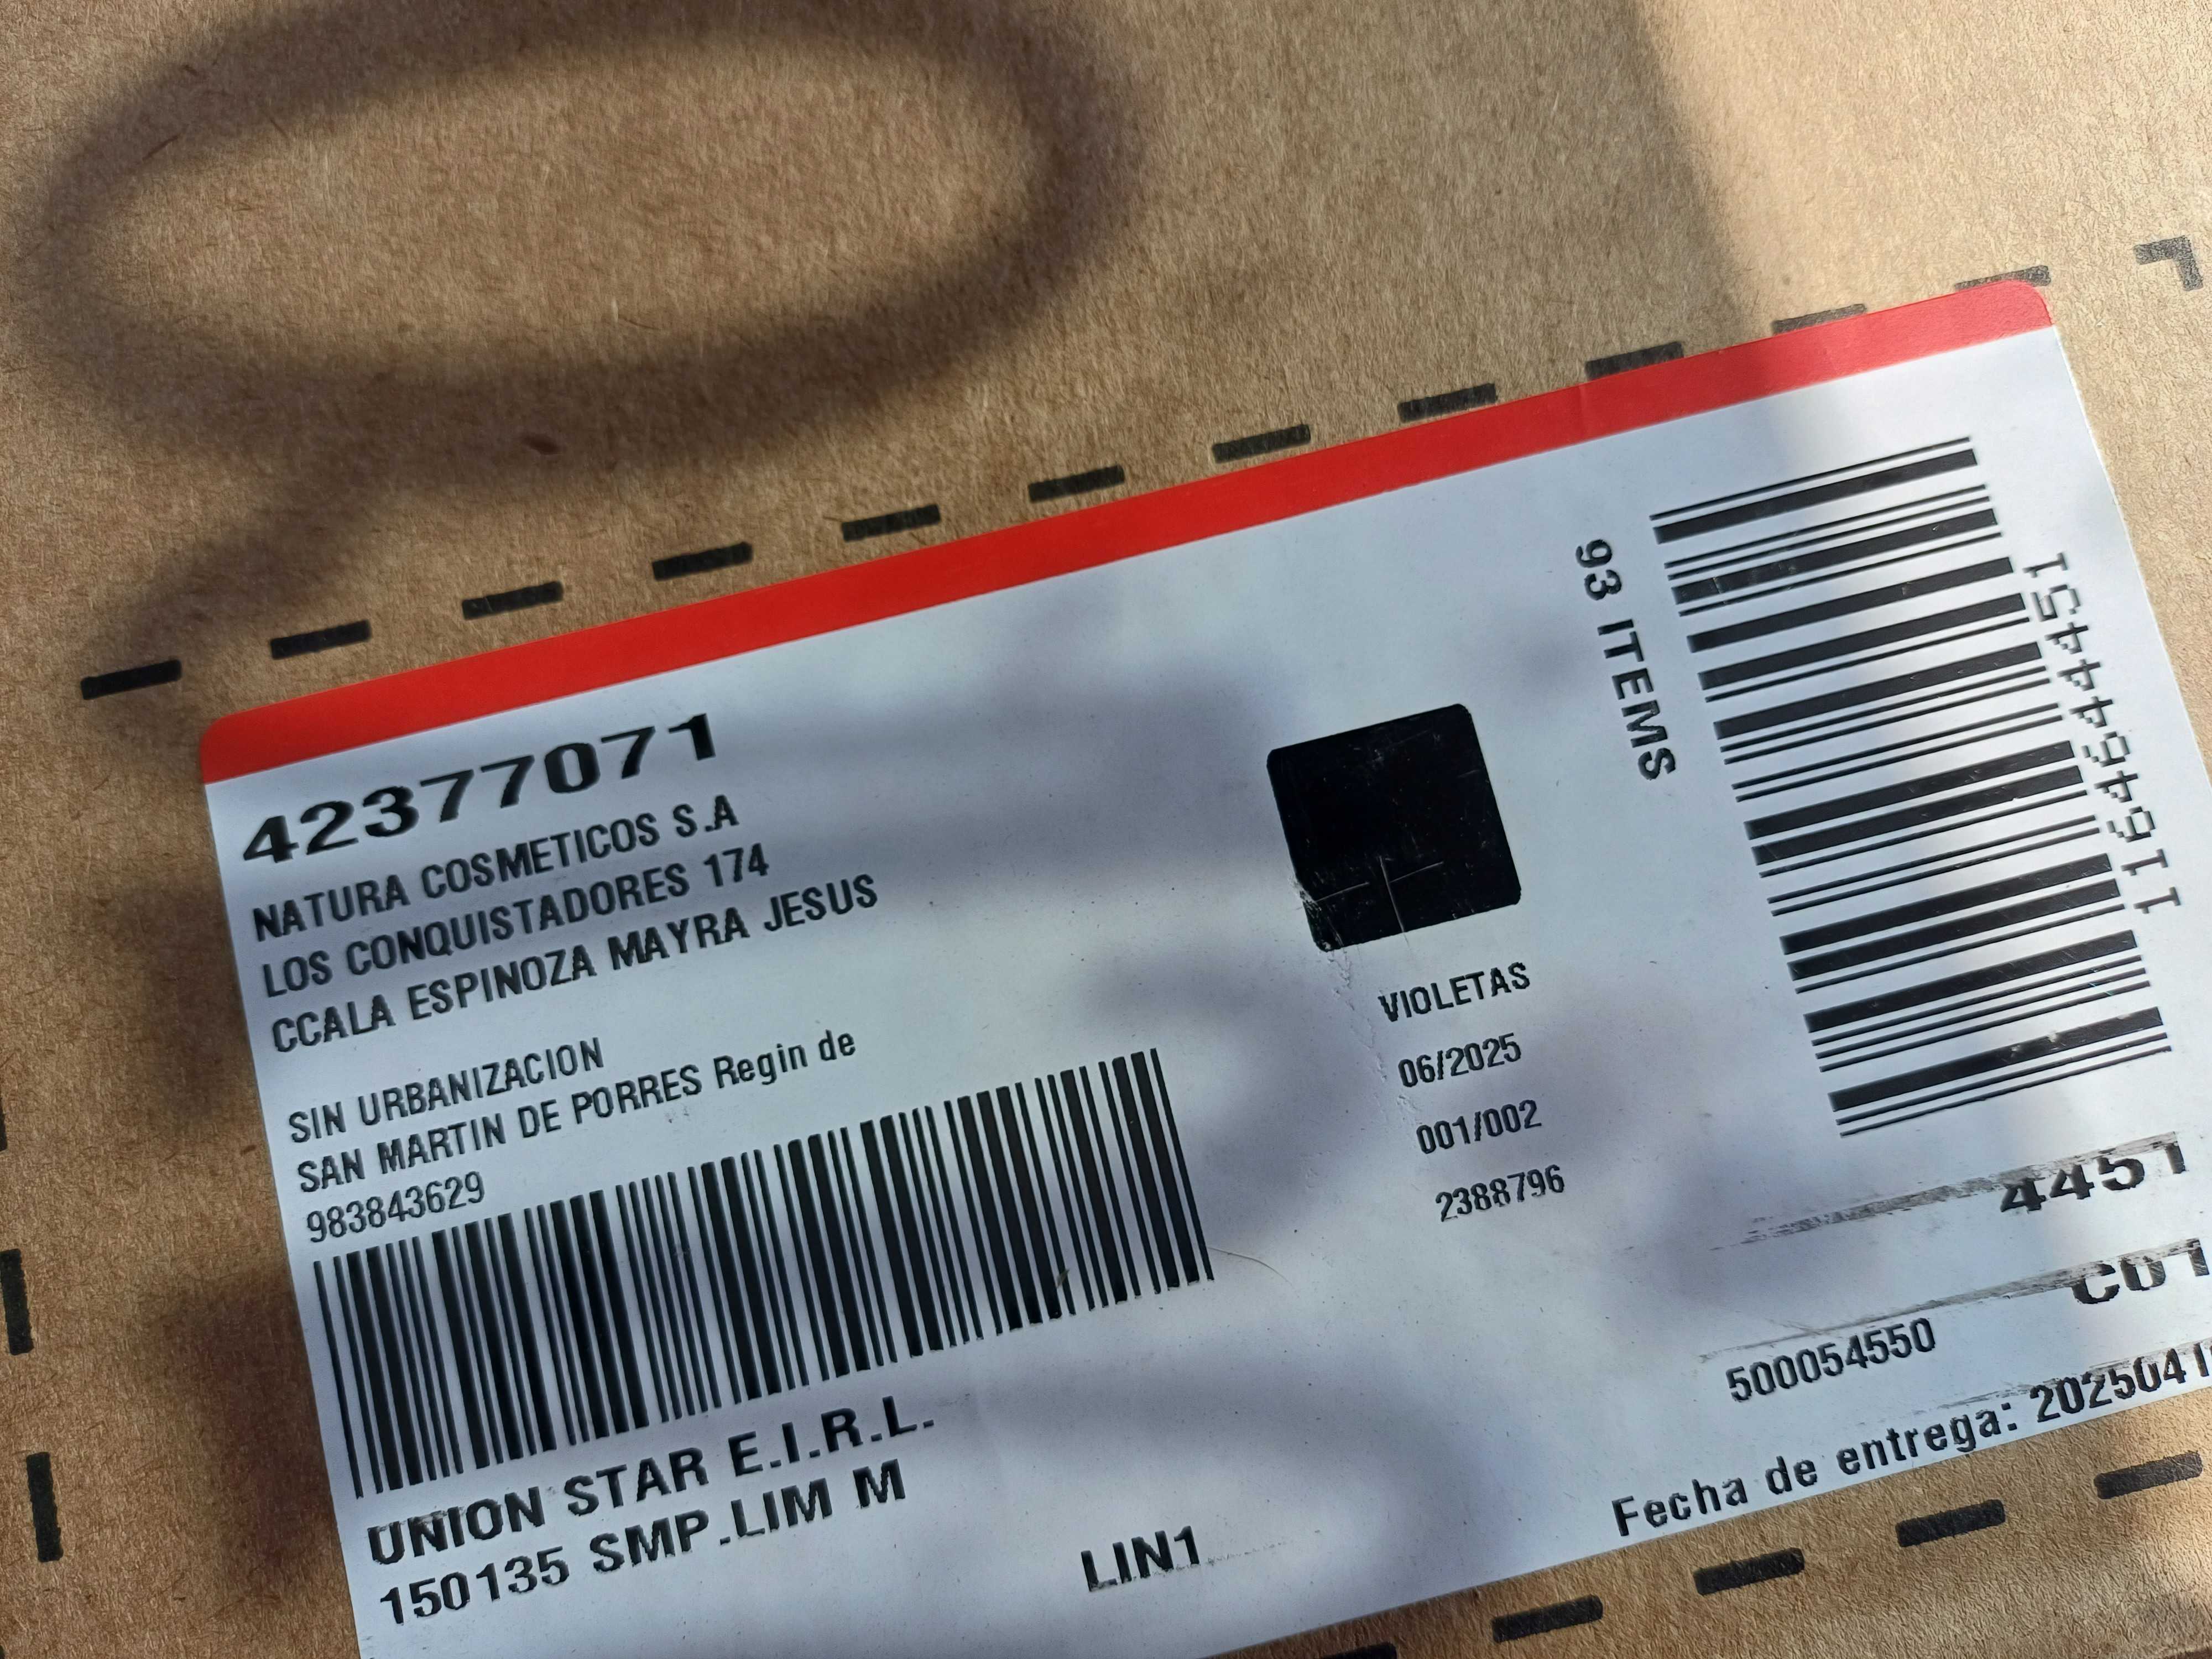 42377071
NATURA COSMETICOS S.A
LOS CONQUISTADORES 174
CCALA ESPINOZA MAYRA JESUS
SIN URBANIZACION
SAN MARTIN DE PORRES Regin de
983843629
UNION STAR E.I.R.L.
150135 SMP.LIM M
LIN1
VIOLETAS
06/2025
001/002
2388796
93 ITEMS
4451
C01
500054550
Fecha de entrega: